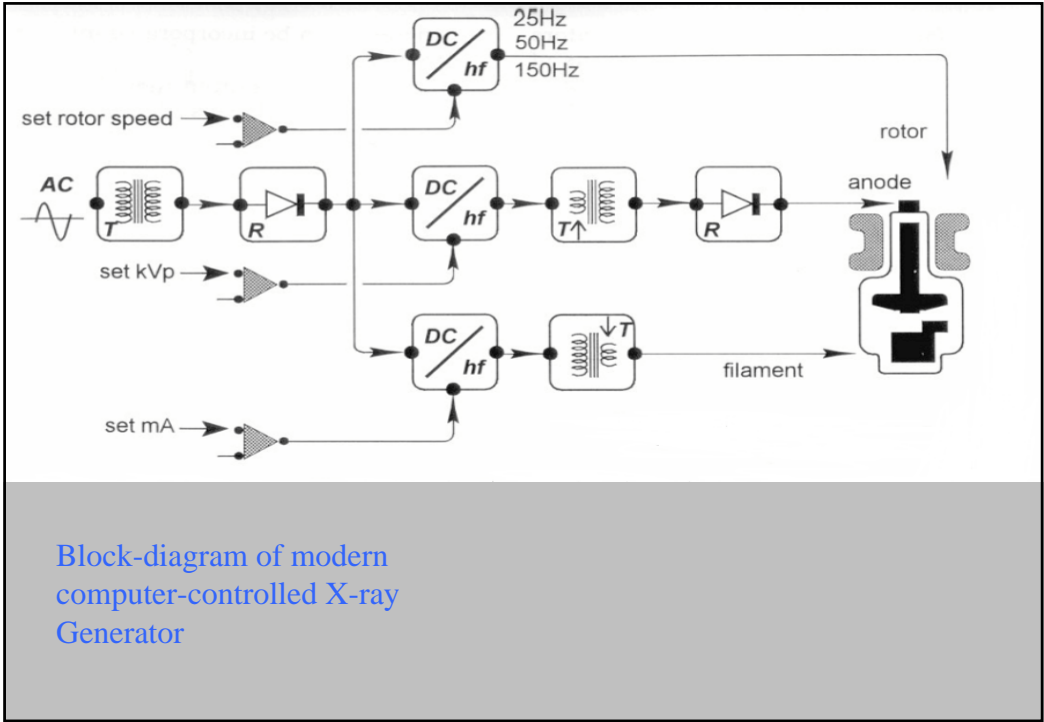 25Hz
DC 50Hz
hf 150Hz
set rotor speed
rotor
AC
DC
anode
T
R
hf
T
R
set kVp
DC
T
hf
filament
set mA
Block-diagram of modern
computer-controlled X-ray
Generator